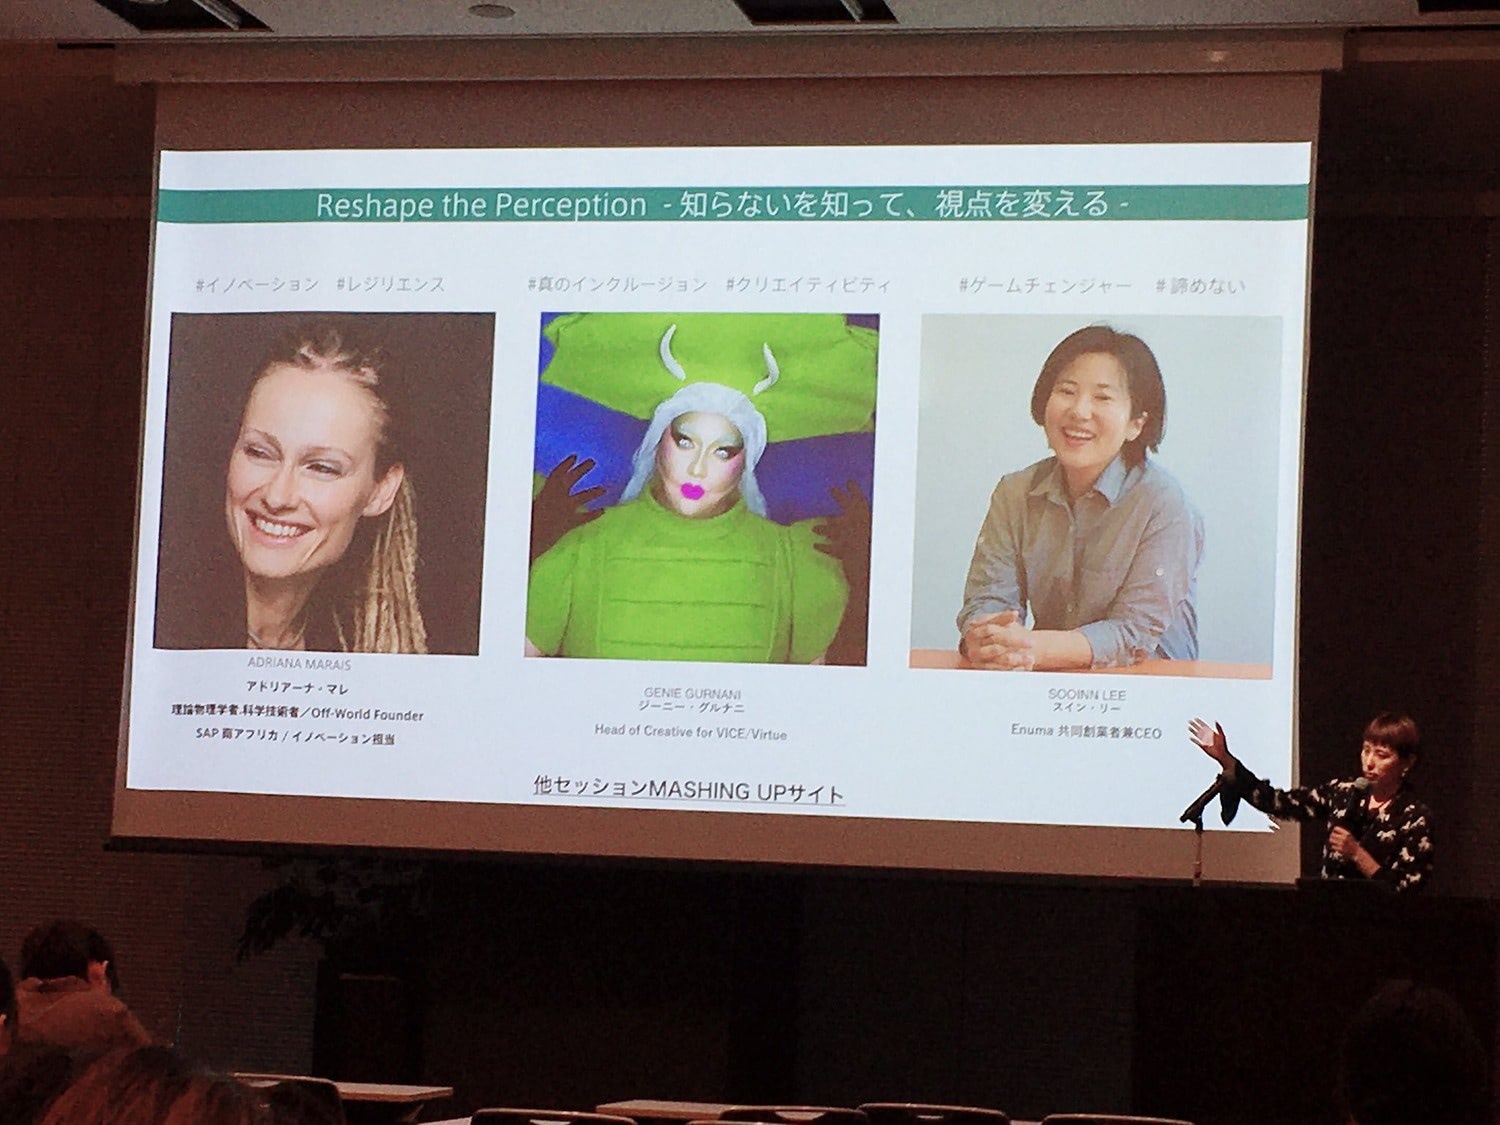 Reshape the Perception - 知らないを知って、視点を変える -
#イノベーション #レジリエンス
#真のインクルージョン #クリエイティビティ
#ゲームチェンジャー # 諦めない
ADRIANA MARAIS
アドリアーナ・マレ
理論物理学者.科学技術者／Off-World Founder
SAP 南アフリカ / イノベーション担当
GENIE GURNANI
ジーニー・グルナニ
Head of Creative for VICE/Virtue
SOOINN LEE
スイン・リー
Enuma 共同創業者兼CEO
他セッションMASHING UPサイト